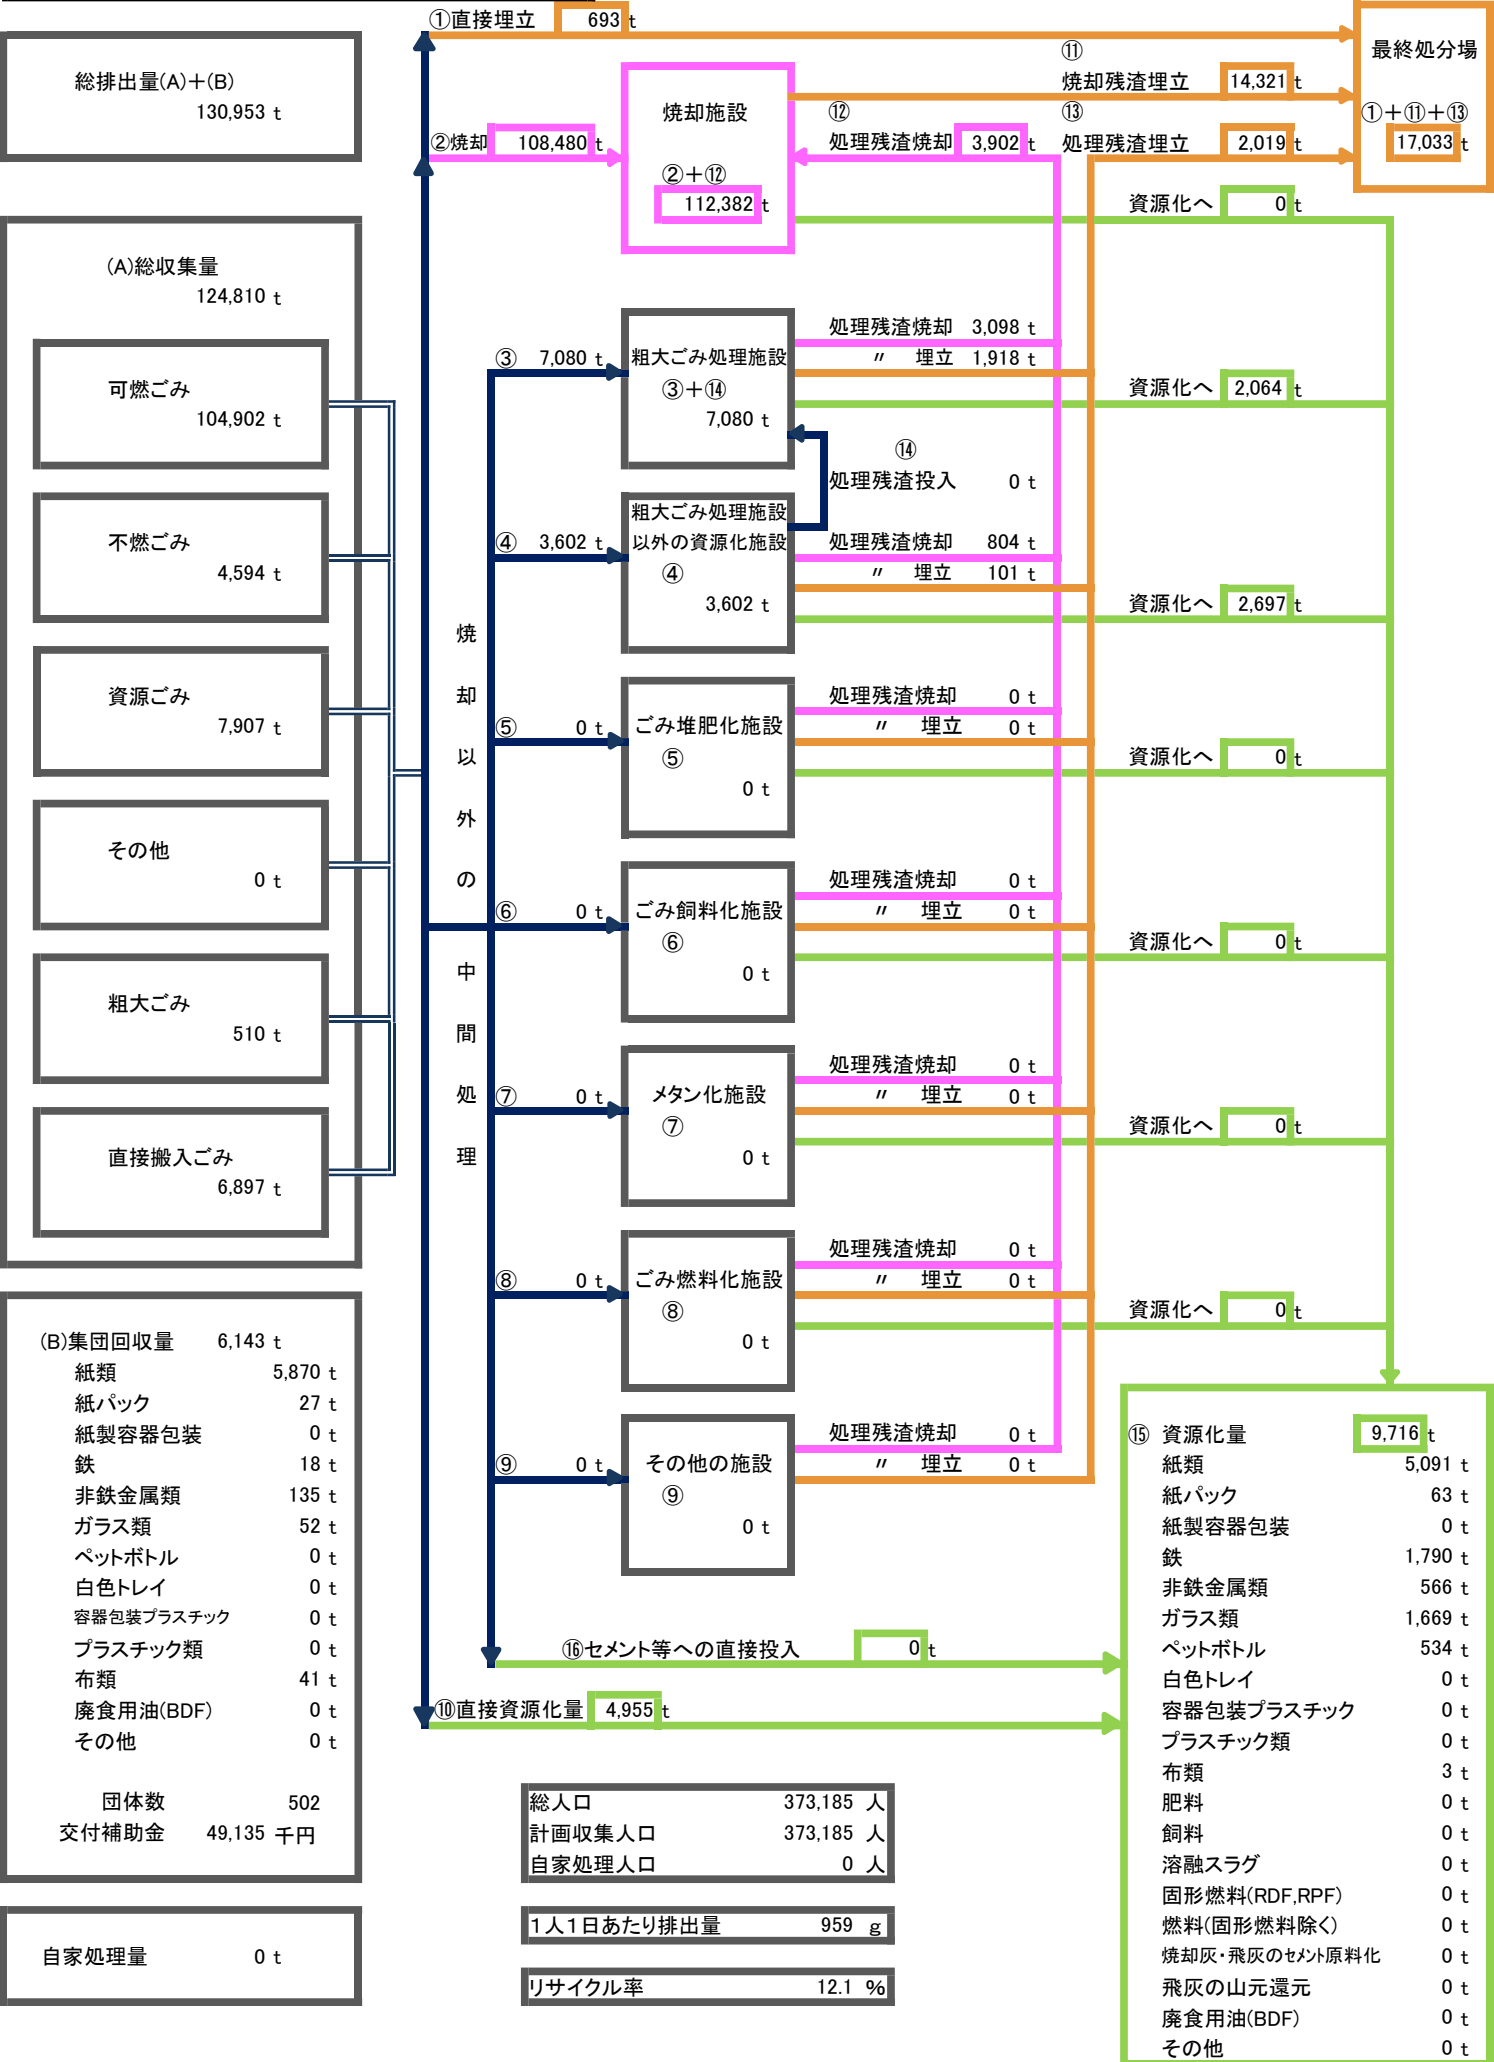 ①直接埋立 693 t
総排出量(A)＋(B)
130,953 t
②焼却 108,480 t
焼却施設
②＋⑫
112,382 t
⑪
焼却残渣埋立 14,321 t
⑫
処理残渣焼却 3,902 t
⑬
処理残渣埋立 2,019 t
最終処分場
①＋⑪＋⑬
17,033 t
資源化へ 0 t
(A)総収集量
124,810 t
可燃ごみ
104,902 t
不燃ごみ
4,594 t
資源ごみ
7,907 t
その他
0 t
粗大ごみ
510 t
直接搬入ごみ
6,897 t
焼却以外の中間処理
③ 7,080 t
粗大ごみ処理施設
③＋⑭
7,080 t
処理残渣焼却 3,098 t
〃 埋立 1,918 t
資源化へ 2,064 t
⑭
処理残渣投入 0 t
④ 3,602 t
粗大ごみ処理施設
以外の資源化施設
④
3,602 t
処理残渣焼却 804 t
〃 埋立 101 t
資源化へ 2,697 t
⑤ 0 t
ごみ堆肥化施設
⑤
0 t
処理残渣焼却 0 t
〃 埋立 0 t
資源化へ 0 t
⑥ 0 t
ごみ飼料化施設
⑥
0 t
処理残渣焼却 0 t
〃 埋立 0 t
資源化へ 0 t
⑦ 0 t
メタン化施設
⑦
0 t
処理残渣焼却 0 t
〃 埋立 0 t
資源化へ 0 t
⑧ 0 t
ごみ燃料化施設
⑧
0 t
処理残渣焼却 0 t
〃 埋立 0 t
資源化へ 0 t
⑨ 0 t
その他の施設
⑨
0 t
処理残渣焼却 0 t
〃 埋立 0 t
⑯セメント等への直接投入 0 t
⑩直接資源化量 4,955 t
(B)集団回収量 6,143 t
紙類 5,870 t
紙パック 27 t
紙製容器包装 0 t
鉄 18 t
非鉄金属類 135 t
ガラス類 52 t
ペットボトル 0 t
白色トレイ 0 t
容器包装プラスチック 0 t
プラスチック類 0 t
布類 41 t
廃食用油(BDF) 0 t
その他 0 t
団体数 502
交付補助金 49,135 千円
自家処理量 0 t
総人口 373,185 人
計画収集人口 373,185 人
自家処理人口 0 人
１人１日あたり排出量 959 g
リサイクル率 12.1 %
⑮ 資源化量 9,716 t
紙類 5,091 t
紙パック 63 t
紙製容器包装 0 t
鉄 1,790 t
非鉄金属類 566 t
ガラス類 1,669 t
ペットボトル 534 t
白色トレイ 0 t
容器包装プラスチック 0 t
プラスチック類 0 t
布類 3 t
肥料 0 t
飼料 0 t
溶融スラグ 0 t
固形燃料(RDF,RPF) 0 t
燃料(固形燃料除く) 0 t
焼却灰・飛灰のセメント原料化 0 t
飛灰の山元還元 0 t
廃食用油(BDF) 0 t
その他 0 t